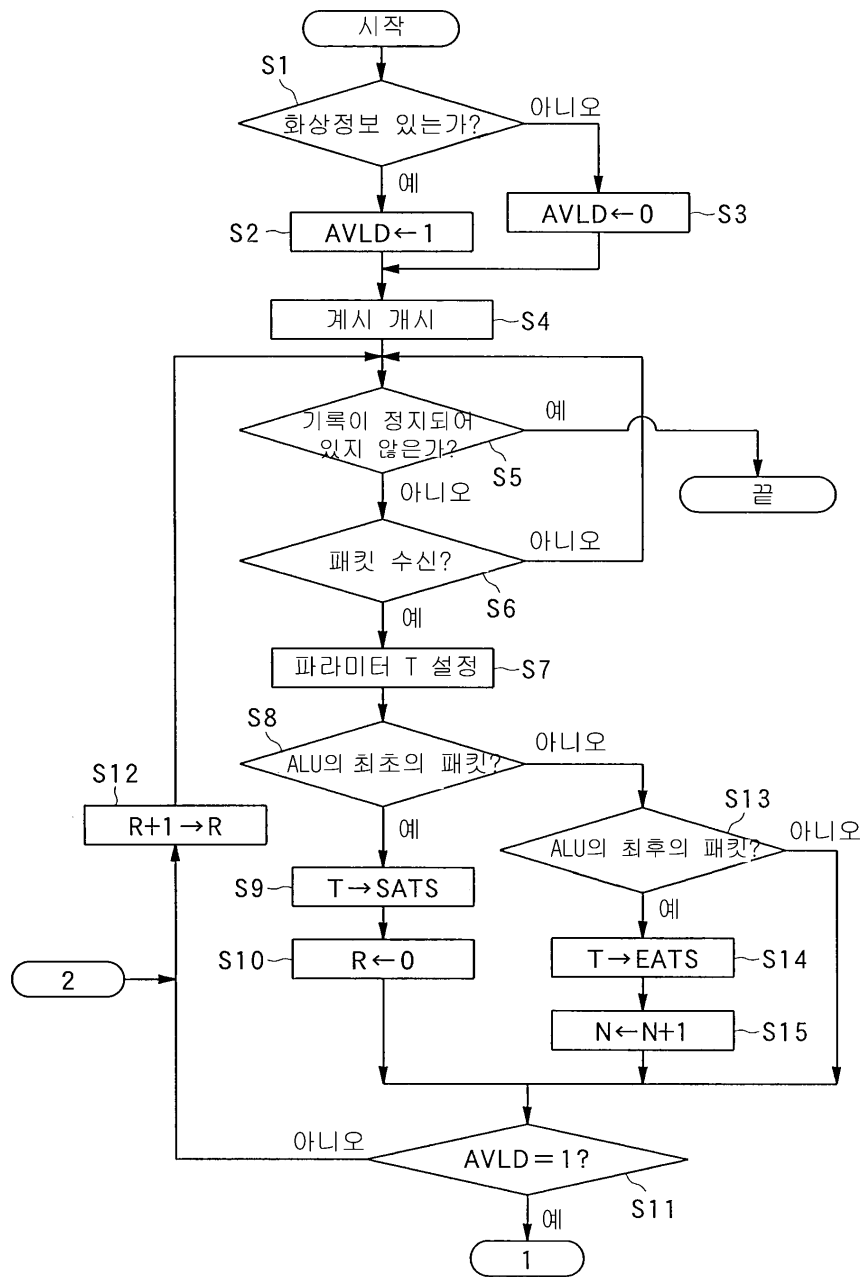 시작
S1
화상정보 있는가?
아니오
예
S2
AVLD←1
AVLD←0
S3
계시 개시
S4
기록이 정지되어
있지 않은가?
예
S5
아니오
끝
패킷 수신?
아니오
S6
예
파라미터 T 설정
S7
S8
ALU의 최초의 패킷?
아니오
S12
R+1→R
예
S13
ALU의 최후의 패킷?
아니오
S9
T→SATS
예
S10
R←0
T→EATS
S14
2
N←N+1
S15
아니오
AVLD=1?
S11
예
1